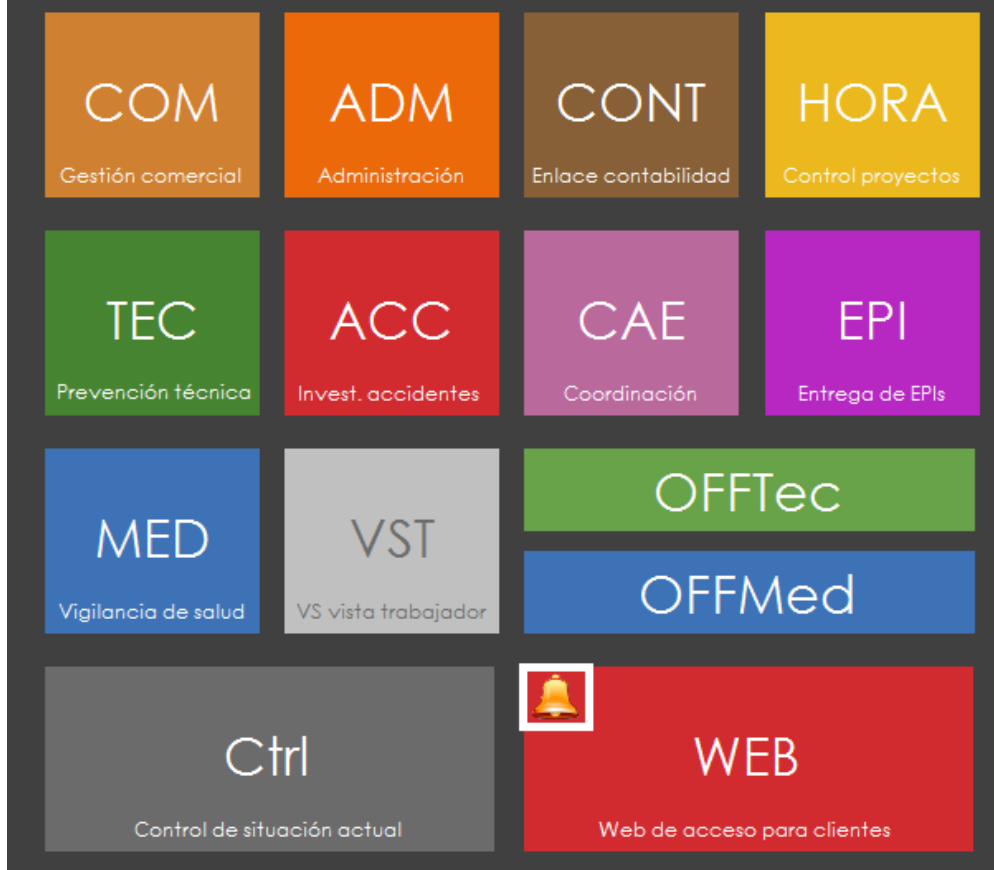 COM
Gestión comercial
ADM
Administración
CONT
Enlace contabilidad
HORA
Control proyectos
TEC
Prevención técnica
ACC
Invest. accidentes
CAE
Coordinación
EPI
Entrega de EPIs
MED
Vigilancia de salud
VST
VS vista trabajador
OFFTec
OFFMed
Ctrl
Control de situación actual
WEB
Web de acceso para clientes